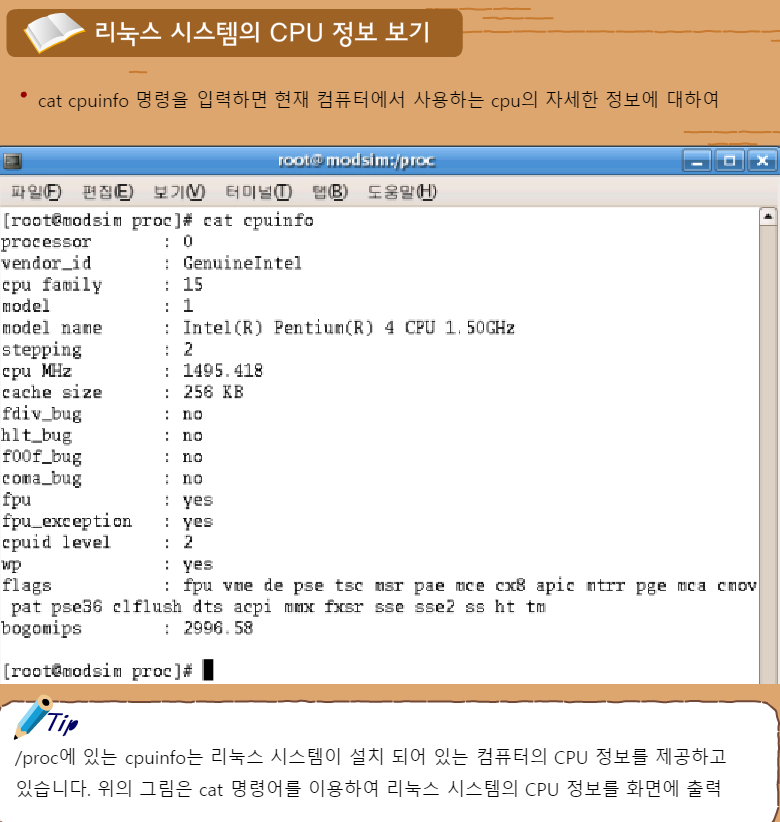 리눅스 시스템의 CPU 정보 보기
• cat cpuinfo 명령을 입력하면 현재 컴퓨터에서 사용하는 cpu의 자세한 정보에 대하여
root@modsim:/proc
파일(F) 편집(E) 보기(V) 터미널(T) 탭(B) 도움말(H)
[root@modsim proc]# cat cpuinfo
processor : 0
vendor_id : GenuineIntel
cpu family : 15
model : 1
model name : Intel(R) Pentium(R) 4 CPU 1.50GHz
stepping : 2
cpu MHz : 1495.418
cache size : 256 KB
fdiv_bug : no
hlt_bug : no
f00f_bug : no
coma_bug : no
fpu : yes
fpu_exception : yes
cpuid level : 2
wp : yes
flags : fpu vme de pse tsc msr pae mce cx8 apic mtrr pge mca cmov
pat pse36 clflush dts acpi mmx fxsr sse sse2 ss ht tm
bogomips : 2996.58
[root@modsim proc]#
Tip
/proc에 있는 cpuinfo는 리눅스 시스템이 설치 되어 있는 컴퓨터의 CPU 정보를 제공하고
있습니다. 위의 그림은 cat 명령어를 이용하여 리눅스 시스템의 CPU 정보를 화면에 출력